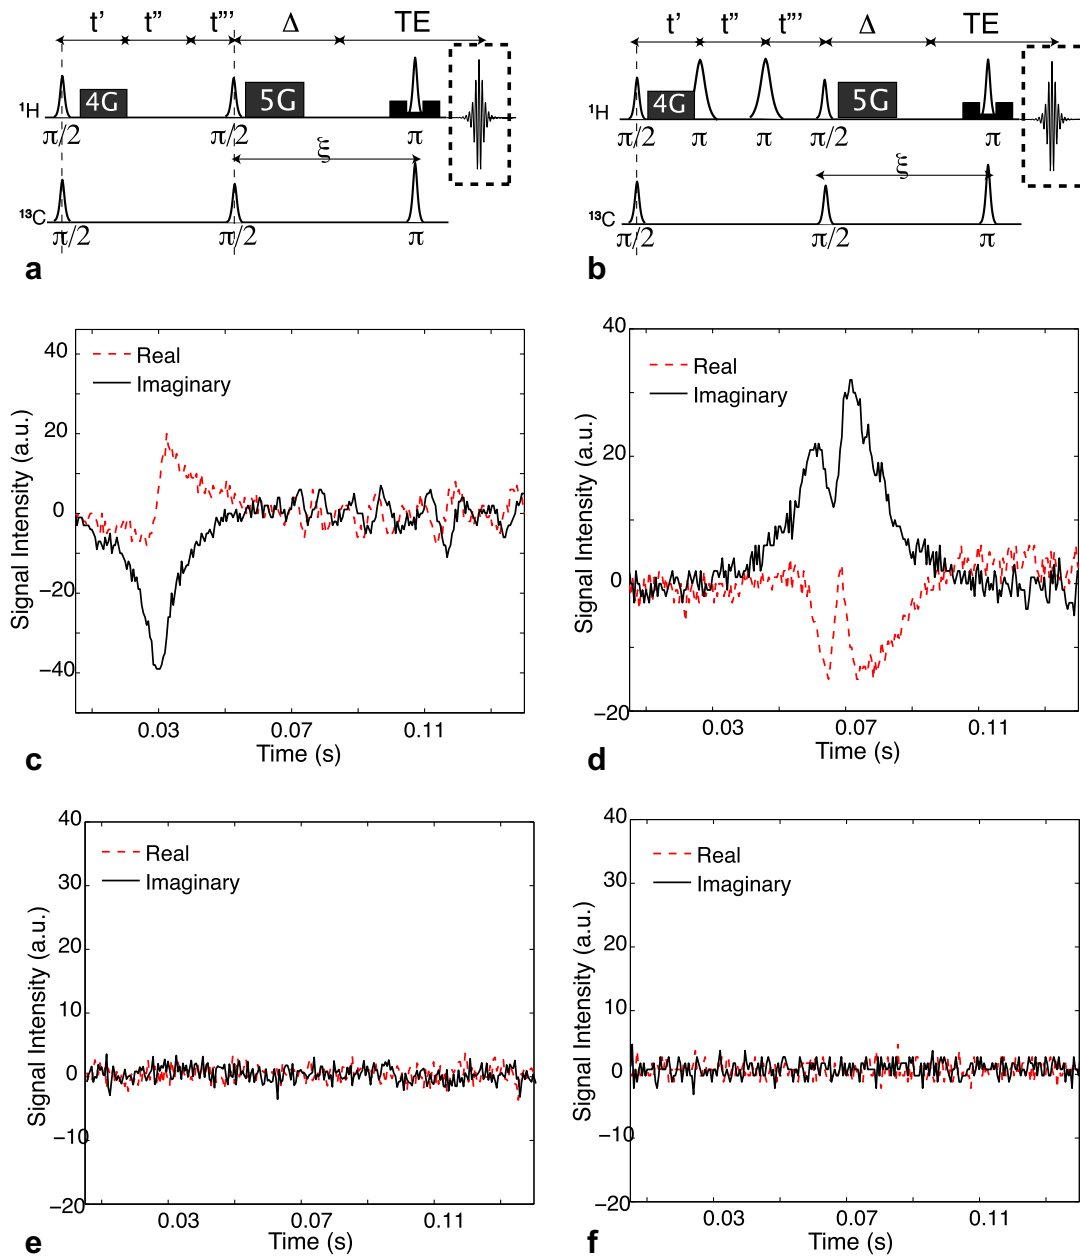 t' t'' t''' Δ TE
¹H 4G 5G
π/2 π/2 π
ξ
¹³C
π/2 π/2 π
a
t' t'' t''' Δ TE
¹H 4G 5G
π/2 π π π/2 π
ξ
¹³C
π/2 π/2 π
b
40
20
0
−20
−40
Signal Intensity (a.u.)
Real
Imaginary
0.03 0.07 0.11
Time (s)
c
40
20
0
−20
Signal Intensity (a.u.)
Real
Imaginary
0.03 0.07 0.11
Time (s)
d
40
30
20
10
0
−10
−20
Signal Intensity (a.u.)
Real
Imaginary
0.03 0.07 0.11
Time (s)
e
40
30
20
10
0
−10
−20
Signal Intensity (a.u.)
Real
Imaginary
0.03 0.07 0.11
Time (s)
f